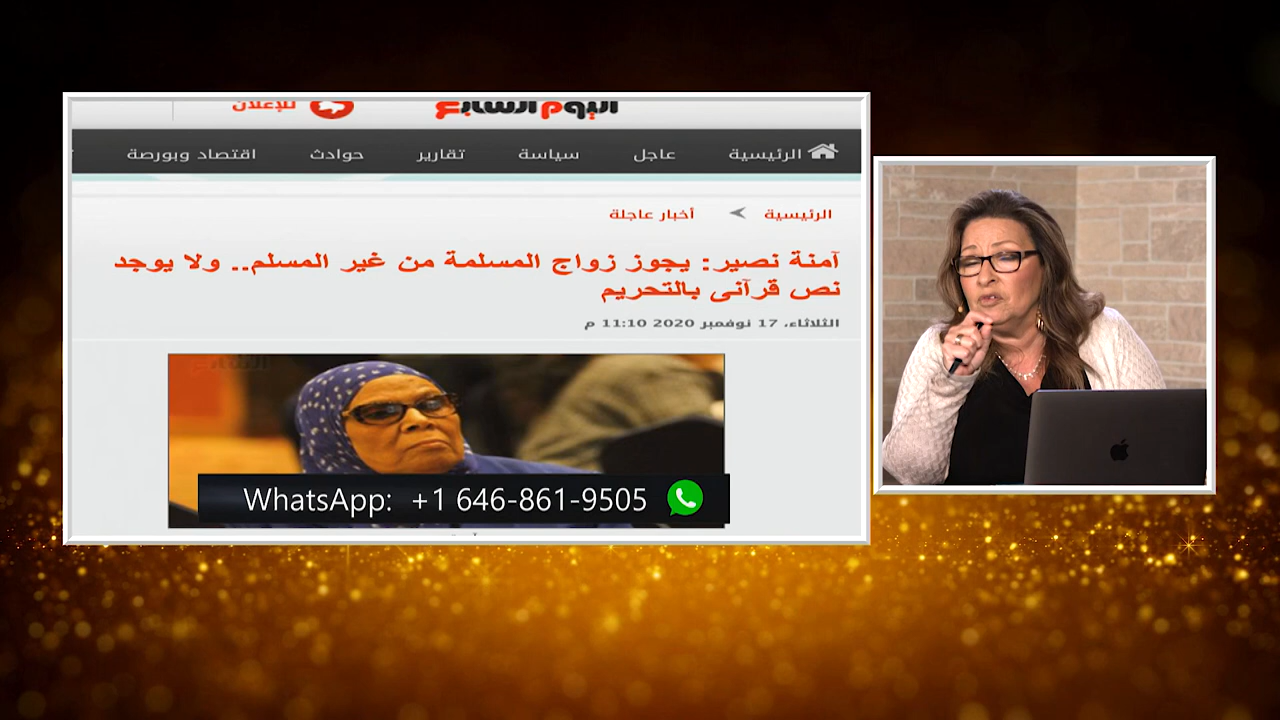 اليوم السابع
للإعلان
الرئيسية عاجل سياسة تقارير حوادث اقتصاد وبورصة
الرئيسية أخبار عاجلة
آمنة نصير: يجوز زواج المسلمة من غير المسلم.. ولا يوجد
نص قرآنى بالتحريم
الثلاثاء، 17 نوفمبر 2020 11:10 م
WhatsApp: +1 646-861-9505